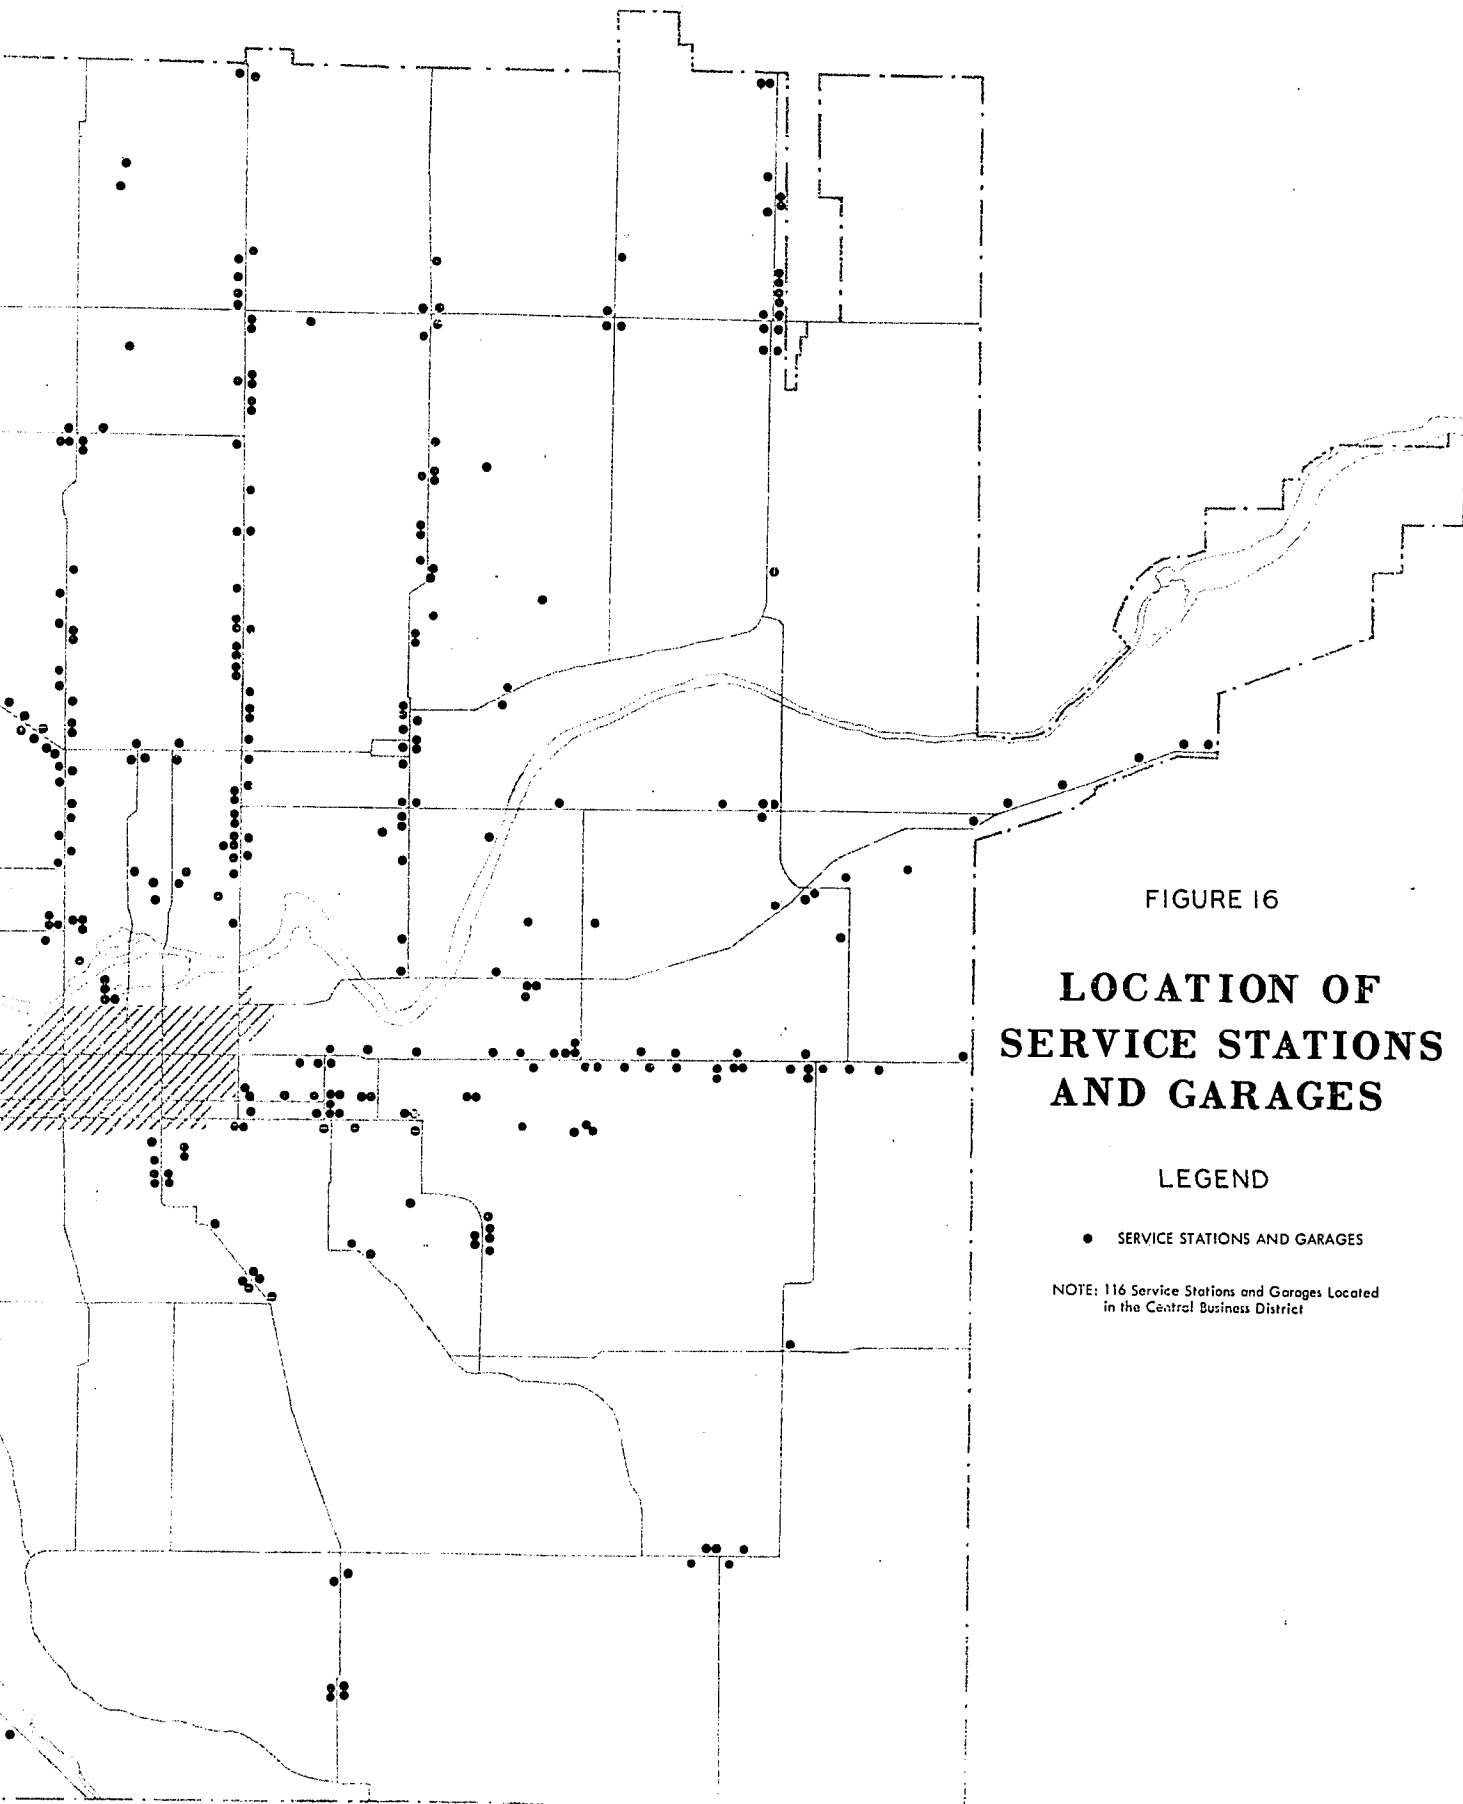 FIGURE 16
LOCATION OF
SERVICE STATIONS
AND GARAGES
LEGEND
SERVICE STATIONS AND GARAGES
NOTE: 116 Service Stations and Garages Located
in the Central Business District